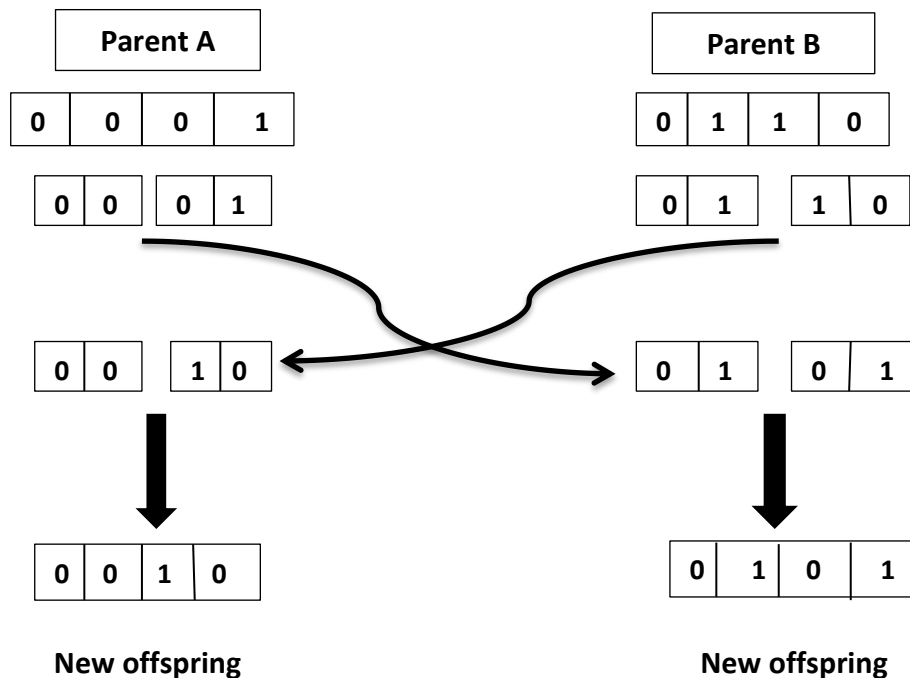 Parent A Parent B
0 0 0 1 0 1 1 0
0 0 0 1 0 1 1 0
0 0 1 0 0 1 0 1
0 0 1 0 0 1 0 1
New offspring New offspring